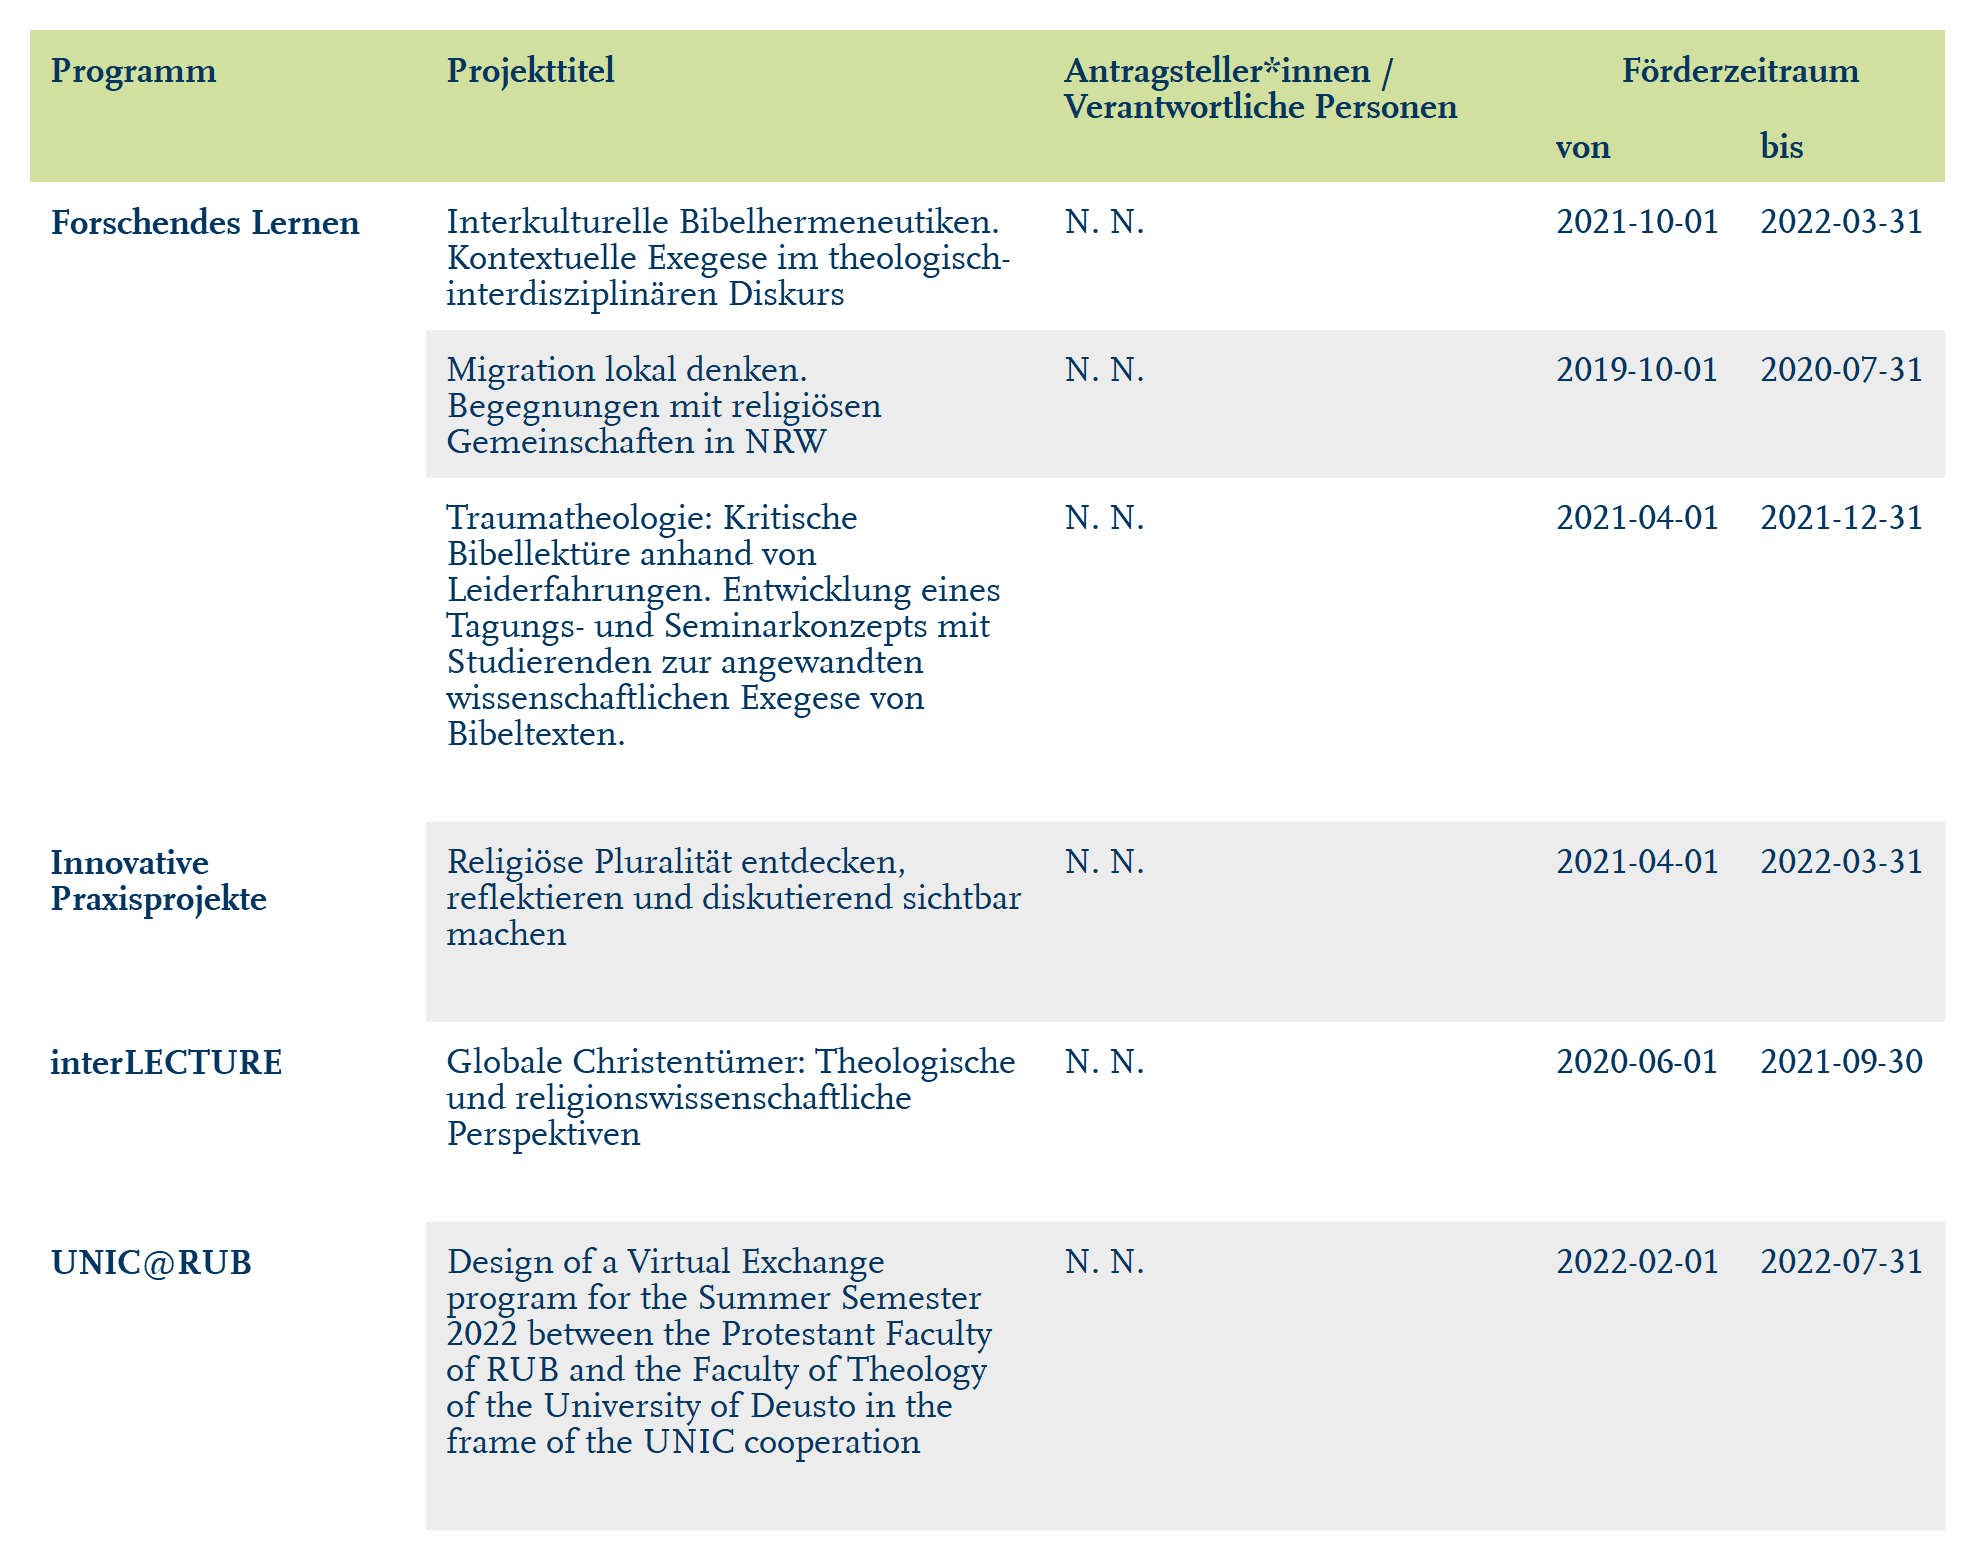 Programm Projekttitel Antragsteller*innen / Förderzeitraum
Verantwortliche Personen
von bis
Forschendes Lernen Interkulturelle Bibelhermeneutiken. N. N. 2021-10-01 2022-03-31
Kontextuelle Exegese im theologisch-
interdisziplinären Diskurs
Migration lokal denken. N. N. 2019-10-01 2020-07-31
Begegnungen mit religiösen
Gemeinschaften in NRW
Traumatheologie: Kritische N. N. 2021-04-01 2021-12-31
Bibellektüre anhand von
Leiderfahrungen. Entwicklung eines
Tagungs- und Seminarkonzepts mit
Studierenden zur angewandten
wissenschaftlichen Exegese von
Bibeltexten.
Innovative Religiöse Pluralität entdecken, N. N. 2021-04-01 2022-03-31
Praxisprojekte reflektieren und diskutierend sichtbar
machen
interLECTURE Globale Christentümer: Theologische N. N. 2020-06-01 2021-09-30
und religionswissenschaftliche
Perspektiven
UNIC@RUB Design of a Virtual Exchange N. N. 2022-02-01 2022-07-31
program for the Summer Semester
2022 between the Protestant Faculty
of RUB and the Faculty of Theology
of the University of Deusto in the
frame of the UNIC cooperation